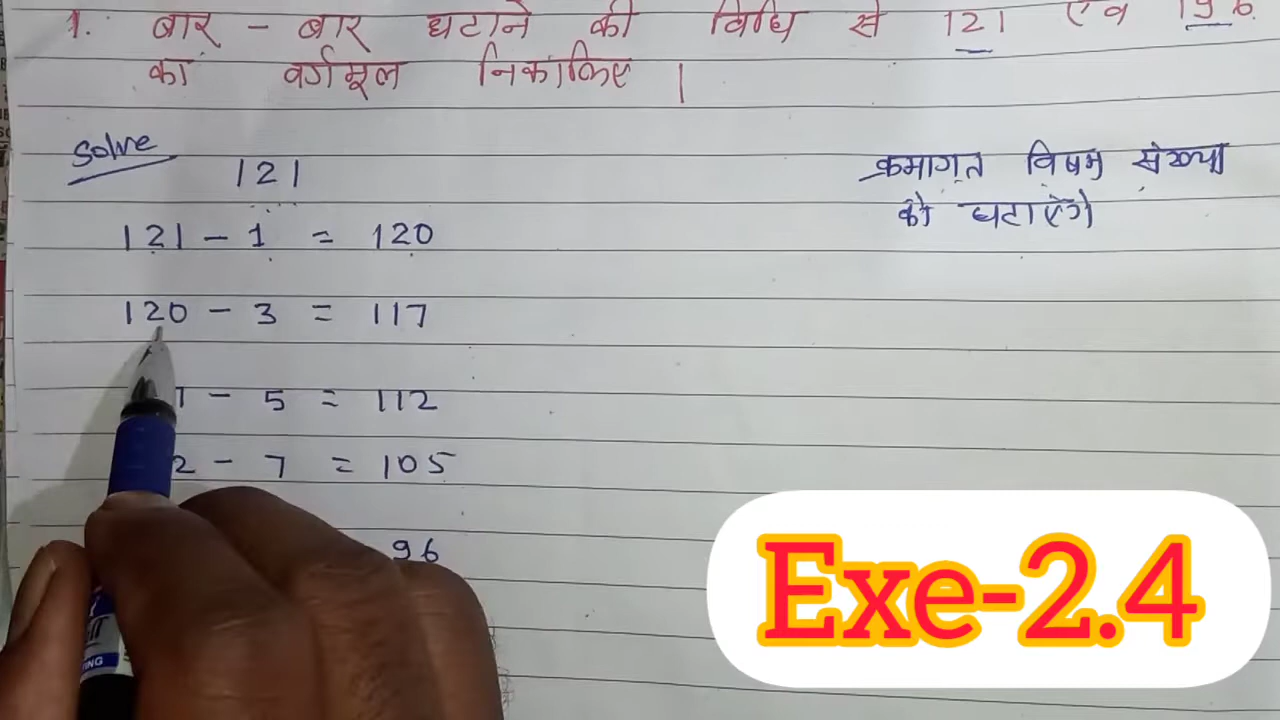 1. बार - बार घटाने की विधि से 121 एवं 196
का वर्गमूल निकालिए |
Solve
121
क्रमागत विषम संख्या
को घटाएंगे
121 - 1 = 120
120 - 3 = 117
- 5 = 112
2 - 7 = 105
96
Exe-2.4